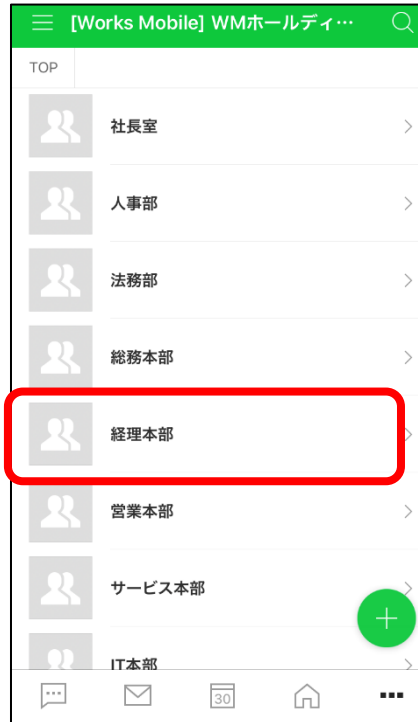 [Works Mobile] WMホールディ…
TOP
社長室
人事部
法務部
総務本部
経理本部
営業本部
サービス本部
IT本部
30